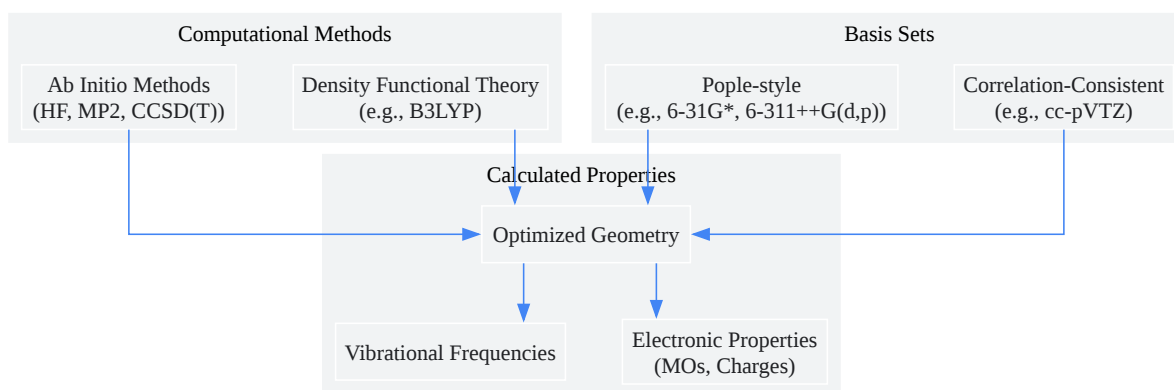 Computational Methods
Basis Sets
Ab Initio Methods
(HF, MP2, CCSD(T))
Density Functional Theory
(e.g., B3LYP)
Pople-style
(e.g., 6-31G*, 6-311++G(d,p))
Correlation-Consistent
(e.g., cc-pVTZ)
Calculated Properties
Optimized Geometry
Vibrational Frequencies
Electronic Properties
(MOs, Charges)